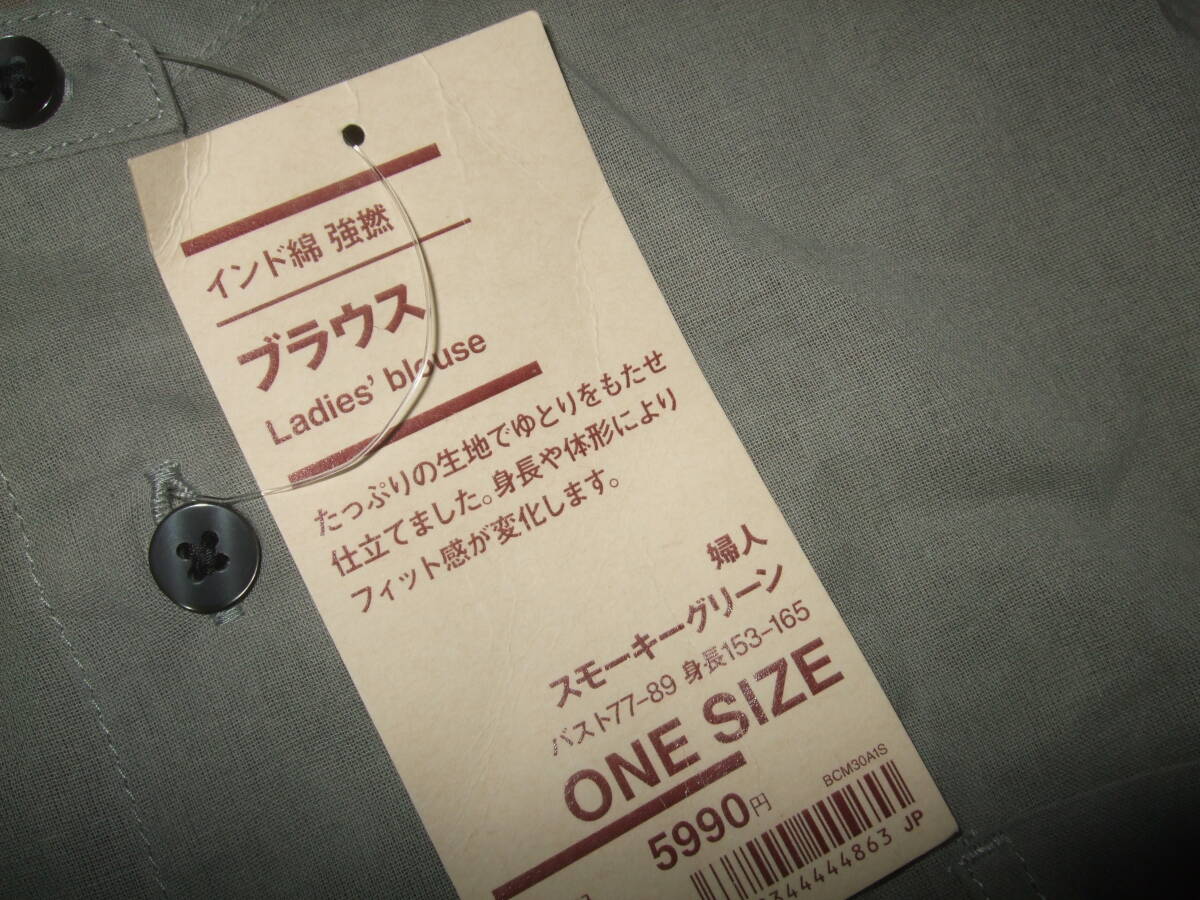 インド綿 強撚
ブラウス
Ladies' blouse
たっぷりの生地でゆとりをもたせ
仕立てました。身長や体形により
フィット感が変化します。
婦人
スモーキーグリーン
バスト77-89 身長153-165
ONE SIZE
5990円
BCM30A1S
34444863 JP